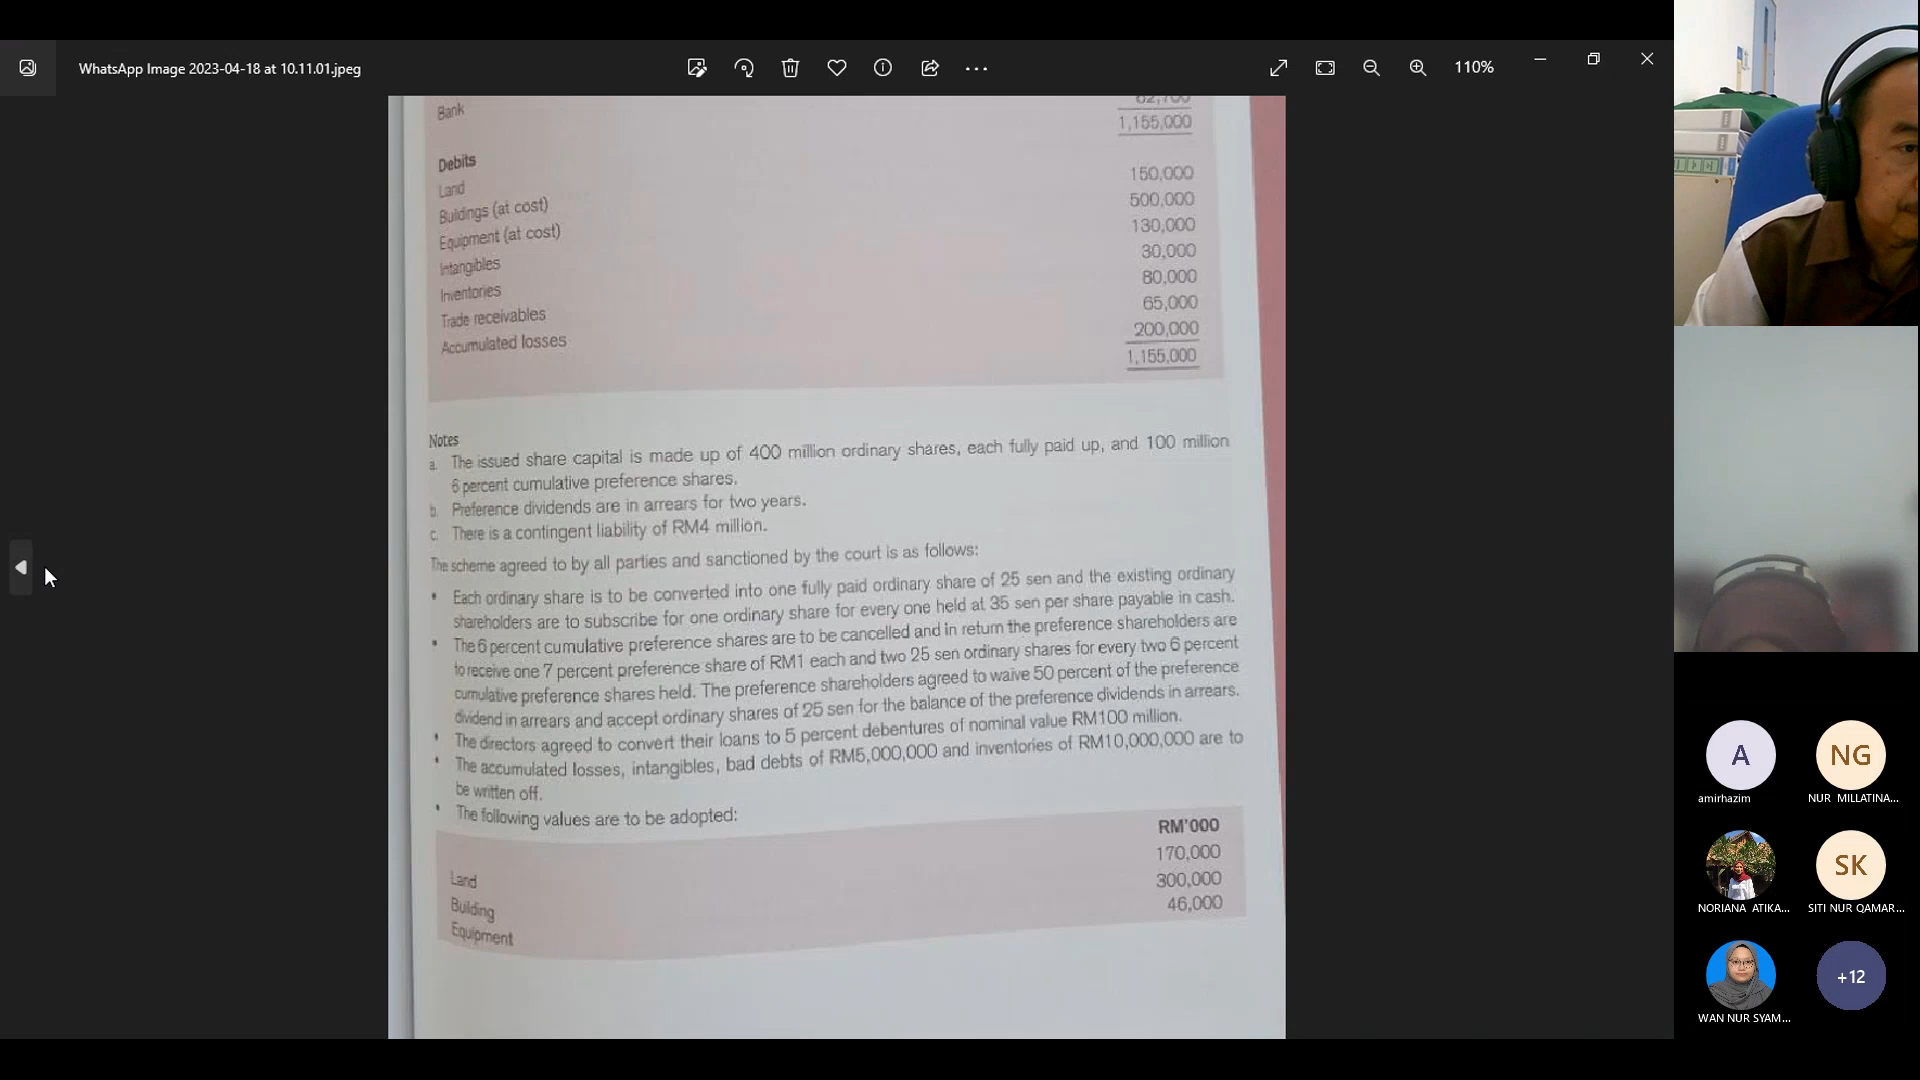 WhatsApp Image 2023-04-18 at 10.11.01.jpeg
110%
Bank
62,700
1,155,000
Debits
Land 150,000
Buildings (at cost) 500,000
Equipment (at cost) 130,000
Intangibles 30,000
Inventories 80,000
Trade receivables 65,000
Accumulated losses 200,000
1,155,000
Notes
a. The issued share capital is made up of 400 million ordinary shares, each fully paid up, and 100 million
6 percent cumulative preference shares.
b. Preference dividends are in arrears for two years.
c. There is a contingent liability of RM4 million.
The scheme agreed to by all parties and sanctioned by the court is as follows:
• Each ordinary share is to be converted into one fully paid ordinary share of 25 sen and the existing ordinary
shareholders are to subscribe for one ordinary share for every one held at 35 sen per share payable in cash.
• The 6 percent cumulative preference shares are to be cancelled and in return the preference shareholders are
to receive one 7 percent preference share of RM1 each and two 25 sen ordinary shares for every two 6 percent
cumulative preference shares held. The preference shareholders agreed to waive 50 percent of the preference
dividend in arrears and accept ordinary shares of 25 sen for the balance of the preference dividends in arrears.
• The directors agreed to convert their loans to 5 percent debentures of nominal value RM100 million.
• The accumulated losses, intangibles, bad debts of RM5,000,000 and inventories of RM10,000,000 are to
be written off.
• The following values are to be adopted:
RM'000
Land 170,000
Building 300,000
Equipment 46,000
A
amirhazim
NG
NUR MILLATINA...
NORIANA ATIKA...
SK
SITI NUR QAMAR...
WAN NUR SYAM...
+12